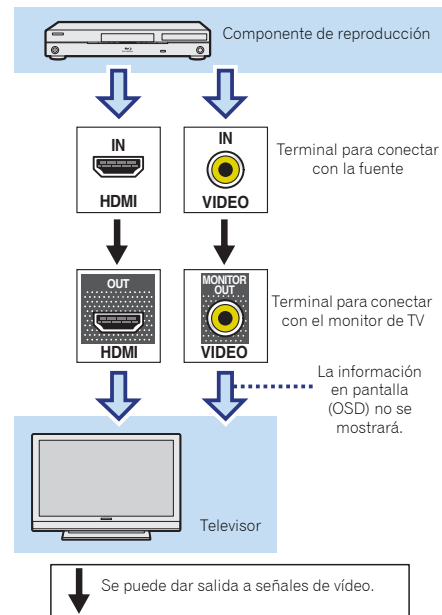 Componente de reproducción
IN
HDMI
IN
VIDEO
Terminal para conectar
con la fuente
OUT
HDMI
MONITOR
OUT
VIDEO
Terminal para conectar
con el monitor de TV
La información
en pantalla
(OSD) no se
mostrará.
Televisor
Se puede dar salida a señales de vídeo.